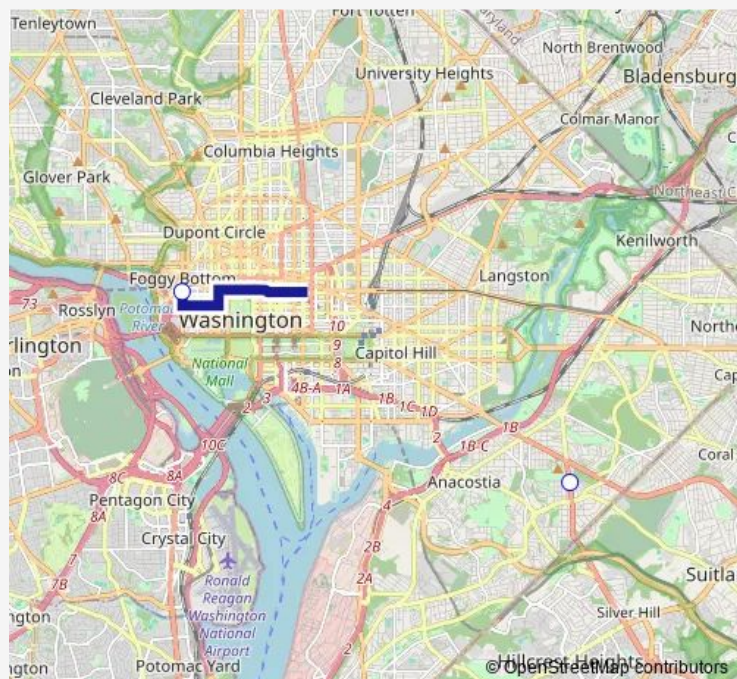 Tenleytown
Fort Totten
North Brentwood
University Heights
Bladensburg
Cleveland Park
Colmar Manor
Columbia Heights
Glover Park
Northeast
Dupont Circle
Kenilworth
Foggy Bottom
Langston
73
Rosslyn
Potomac
River
Washington
10
9
8
Capitol Hill
National
Mall
4B-A
1A
1B
1C
1D
3
2
2
1B
1B-C
10C
8C
8A
Anacostia
Coral
Pentagon City
8A
4
Crystal City
2B
7
2A
7B
Ronald
Reagan
Washington
National
Airport
Suitla
Silver Hill
2
Potomac Yard
Hillcrest Heights
© OpenStreetMap contributors